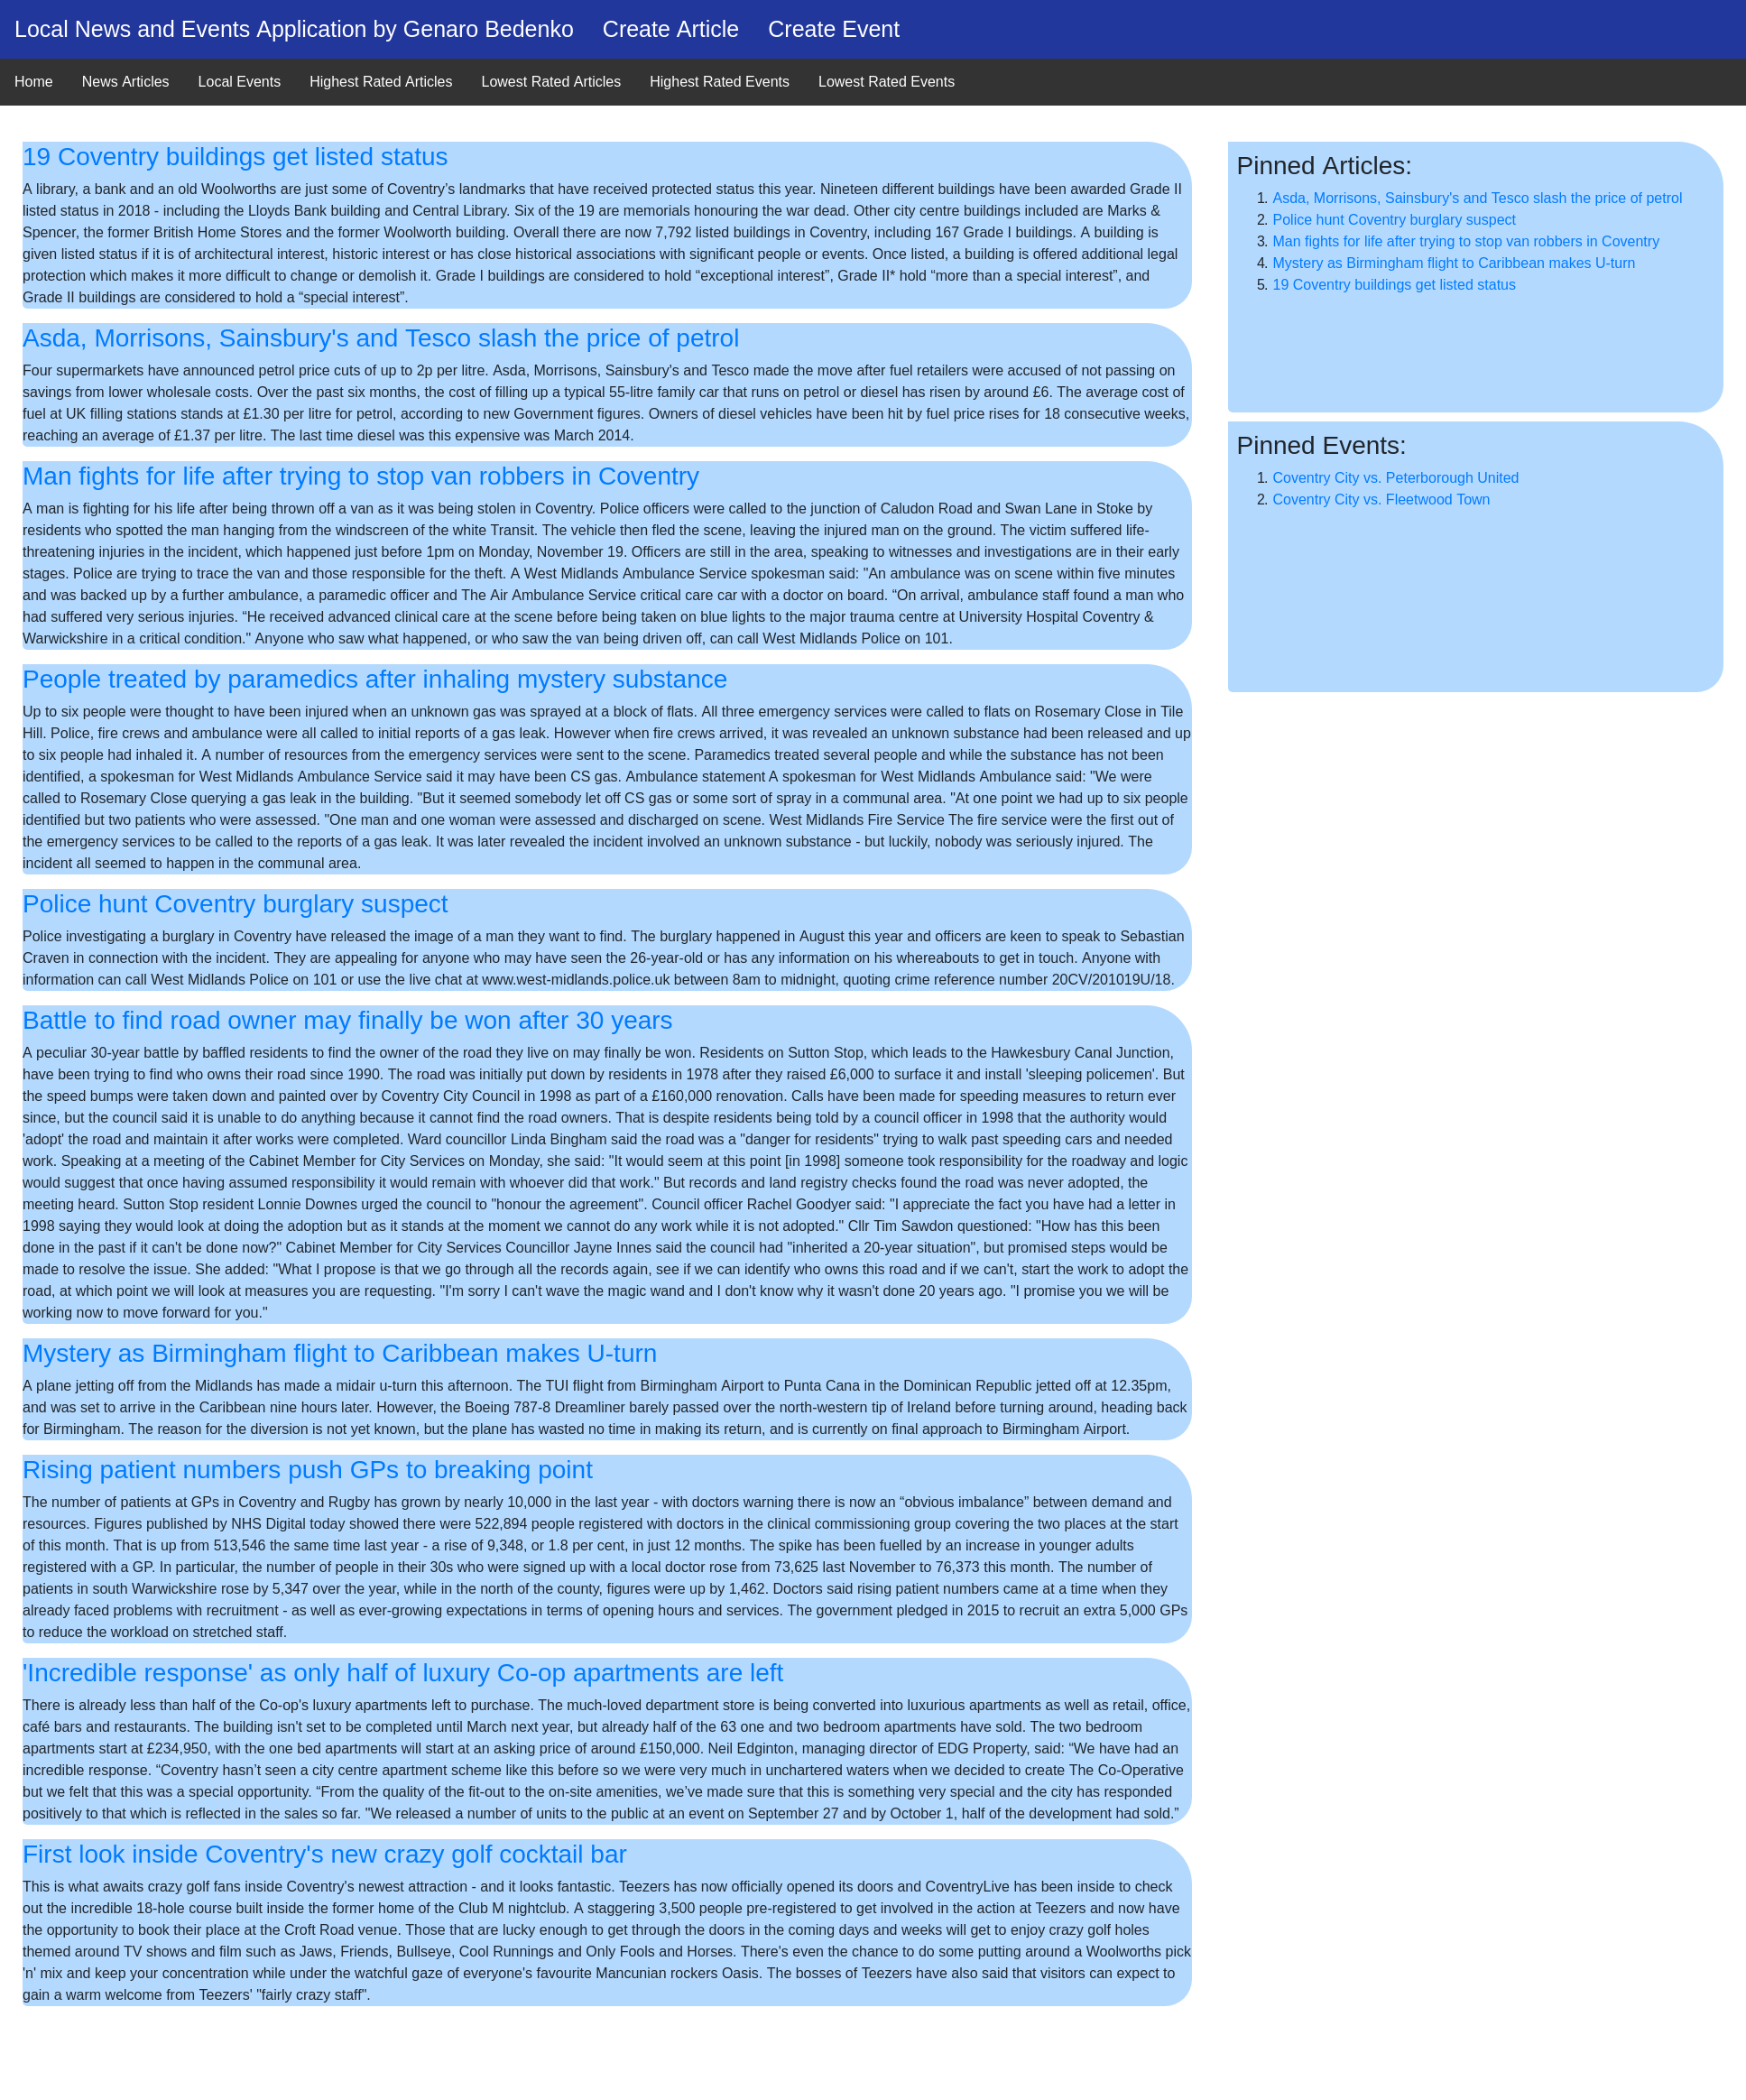 Local News and Events Application by Genaro Bedenko Create Article Create Event
Home News Articles Local Events Highest Rated Articles Lowest Rated Articles Highest Rated Events Lowest Rated Events
19 Coventry buildings get listed status
A library, a bank and an old Woolworths are just some of Coventry’s landmarks that have received protected status this year. Nineteen different buildings have been awarded Grade II
listed status in 2018 - including the Lloyds Bank building and Central Library. Six of the 19 are memorials honouring the war dead. Other city centre buildings included are Marks &
Spencer, the former British Home Stores and the former Woolworth building. Overall there are now 7,792 listed buildings in Coventry, including 167 Grade I buildings. A building is
given listed status if it is of architectural interest, historic interest or has close historical associations with significant people or events. Once listed, a building is offered additional legal
protection which makes it more difficult to change or demolish it. Grade I buildings are considered to hold “exceptional interest”, Grade II* hold “more than a special interest”, and
Grade II buildings are considered to hold a “special interest”.
Asda, Morrisons, Sainsbury's and Tesco slash the price of petrol
Four supermarkets have announced petrol price cuts of up to 2p per litre. Asda, Morrisons, Sainsbury's and Tesco made the move after fuel retailers were accused of not passing on
savings from lower wholesale costs. Over the past six months, the cost of filling up a typical 55-litre family car that runs on petrol or diesel has risen by around £6. The average cost of
fuel at UK filling stations stands at £1.30 per litre for petrol, according to new Government figures. Owners of diesel vehicles have been hit by fuel price rises for 18 consecutive weeks,
reaching an average of £1.37 per litre. The last time diesel was this expensive was March 2014.
Man fights for life after trying to stop van robbers in Coventry
A man is fighting for his life after being thrown off a van as it was being stolen in Coventry. Police officers were called to the junction of Caludon Road and Swan Lane in Stoke by
residents who spotted the man hanging from the windscreen of the white Transit. The vehicle then fled the scene, leaving the injured man on the ground. The victim suffered life-
threatening injuries in the incident, which happened just before 1pm on Monday, November 19. Officers are still in the area, speaking to witnesses and investigations are in their early
stages. Police are trying to trace the van and those responsible for the theft. A West Midlands Ambulance Service spokesman said: "An ambulance was on scene within five minutes
and was backed up by a further ambulance, a paramedic officer and The Air Ambulance Service critical care car with a doctor on board. “On arrival, ambulance staff found a man who
had suffered very serious injuries. “He received advanced clinical care at the scene before being taken on blue lights to the major trauma centre at University Hospital Coventry &
Warwickshire in a critical condition." Anyone who saw what happened, or who saw the van being driven off, can call West Midlands Police on 101.
People treated by paramedics after inhaling mystery substance
Up to six people were thought to have been injured when an unknown gas was sprayed at a block of flats. All three emergency services were called to flats on Rosemary Close in Tile
Hill. Police, fire crews and ambulance were all called to initial reports of a gas leak. However when fire crews arrived, it was revealed an unknown substance had been released and up
to six people had inhaled it. A number of resources from the emergency services were sent to the scene. Paramedics treated several people and while the substance has not been
identified, a spokesman for West Midlands Ambulance Service said it may have been CS gas. Ambulance statement A spokesman for West Midlands Ambulance said: "We were
called to Rosemary Close querying a gas leak in the building. "But it seemed somebody let off CS gas or some sort of spray in a communal area. "At one point we had up to six people
identified but two patients who were assessed. "One man and one woman were assessed and discharged on scene. West Midlands Fire Service The fire service were the first out of
the emergency services to be called to the reports of a gas leak. It was later revealed the incident involved an unknown substance - but luckily, nobody was seriously injured. The
incident all seemed to happen in the communal area.
Police hunt Coventry burglary suspect
Police investigating a burglary in Coventry have released the image of a man they want to find. The burglary happened in August this year and officers are keen to speak to Sebastian
Craven in connection with the incident. They are appealing for anyone who may have seen the 26-year-old or has any information on his whereabouts to get in touch. Anyone with
information can call West Midlands Police on 101 or use the live chat at www.west-midlands.police.uk between 8am to midnight, quoting crime reference number 20CV/201019U/18.
Battle to find road owner may finally be won after 30 years
A peculiar 30-year battle by baffled residents to find the owner of the road they live on may finally be won. Residents on Sutton Stop, which leads to the Hawkesbury Canal Junction,
have been trying to find who owns their road since 1990. The road was initially put down by residents in 1978 after they raised £6,000 to surface it and install 'sleeping policemen'. But
the speed bumps were taken down and painted over by Coventry City Council in 1998 as part of a £160,000 renovation. Calls have been made for speeding measures to return ever
since, but the council said it is unable to do anything because it cannot find the road owners. That is despite residents being told by a council officer in 1998 that the authority would
'adopt' the road and maintain it after works were completed. Ward councillor Linda Bingham said the road was a "danger for residents" trying to walk past speeding cars and needed
work. Speaking at a meeting of the Cabinet Member for City Services on Monday, she said: "It would seem at this point [in 1998] someone took responsibility for the roadway and logic
would suggest that once having assumed responsibility it would remain with whoever did that work." But records and land registry checks found the road was never adopted, the
meeting heard. Sutton Stop resident Lonnie Downes urged the council to "honour the agreement". Council officer Rachel Goodyer said: "I appreciate the fact you have had a letter in
1998 saying they would look at doing the adoption but as it stands at the moment we cannot do any work while it is not adopted." Cllr Tim Sawdon questioned: "How has this been
done in the past if it can't be done now?" Cabinet Member for City Services Councillor Jayne Innes said the council had "inherited a 20-year situation", but promised steps would be
made to resolve the issue. She added: "What I propose is that we go through all the records again, see if we can identify who owns this road and if we can't, start the work to adopt the
road, at which point we will look at measures you are requesting. "I'm sorry I can't wave the magic wand and I don't know why it wasn't done 20 years ago. "I promise you we will be
working now to move forward for you."
Mystery as Birmingham flight to Caribbean makes U-turn
A plane jetting off from the Midlands has made a midair u-turn this afternoon. The TUI flight from Birmingham Airport to Punta Cana in the Dominican Republic jetted off at 12.35pm,
and was set to arrive in the Caribbean nine hours later. However, the Boeing 787-8 Dreamliner barely passed over the north-western tip of Ireland before turning around, heading back
for Birmingham. The reason for the diversion is not yet known, but the plane has wasted no time in making its return, and is currently on final approach to Birmingham Airport.
Rising patient numbers push GPs to breaking point
The number of patients at GPs in Coventry and Rugby has grown by nearly 10,000 in the last year - with doctors warning there is now an “obvious imbalance” between demand and
resources. Figures published by NHS Digital today showed there were 522,894 people registered with doctors in the clinical commissioning group covering the two places at the start
of this month. That is up from 513,546 the same time last year - a rise of 9,348, or 1.8 per cent, in just 12 months. The spike has been fuelled by an increase in younger adults
registered with a GP. In particular, the number of people in their 30s who were signed up with a local doctor rose from 73,625 last November to 76,373 this month. The number of
patients in south Warwickshire rose by 5,347 over the year, while in the north of the county, figures were up by 1,462. Doctors said rising patient numbers came at a time when they
already faced problems with recruitment - as well as ever-growing expectations in terms of opening hours and services. The government pledged in 2015 to recruit an extra 5,000 GPs
to reduce the workload on stretched staff.
'Incredible response' as only half of luxury Co-op apartments are left
There is already less than half of the Co-op's luxury apartments left to purchase. The much-loved department store is being converted into luxurious apartments as well as retail, office,
café bars and restaurants. The building isn't set to be completed until March next year, but already half of the 63 one and two bedroom apartments have sold. The two bedroom
apartments start at £234,950, with the one bed apartments will start at an asking price of around £150,000. Neil Edginton, managing director of EDG Property, said: “We have had an
incredible response. “Coventry hasn’t seen a city centre apartment scheme like this before so we were very much in unchartered waters when we decided to create The Co-Operative
but we felt that this was a special opportunity. “From the quality of the fit-out to the on-site amenities, we’ve made sure that this is something very special and the city has responded
positively to that which is reflected in the sales so far. "We released a number of units to the public at an event on September 27 and by October 1, half of the development had sold.”
First look inside Coventry's new crazy golf cocktail bar
This is what awaits crazy golf fans inside Coventry's newest attraction - and it looks fantastic. Teezers has now officially opened its doors and CoventryLive has been inside to check
out the incredible 18-hole course built inside the former home of the Club M nightclub. A staggering 3,500 people pre-registered to get involved in the action at Teezers and now have
the opportunity to book their place at the Croft Road venue. Those that are lucky enough to get through the doors in the coming days and weeks will get to enjoy crazy golf holes
themed around TV shows and film such as Jaws, Friends, Bullseye, Cool Runnings and Only Fools and Horses. There's even the chance to do some putting around a Woolworths pick
'n' mix and keep your concentration while under the watchful gaze of everyone's favourite Mancunian rockers Oasis. The bosses of Teezers have also said that visitors can expect to
gain a warm welcome from Teezers' "fairly crazy staff".
Pinned Articles:
1. Asda, Morrisons, Sainsbury's and Tesco slash the price of petrol
2. Police hunt Coventry burglary suspect
3. Man fights for life after trying to stop van robbers in Coventry
4. Mystery as Birmingham flight to Caribbean makes U-turn
5. 19 Coventry buildings get listed status
Pinned Events:
1. Coventry City vs. Peterborough United
2. Coventry City vs. Fleetwood Town